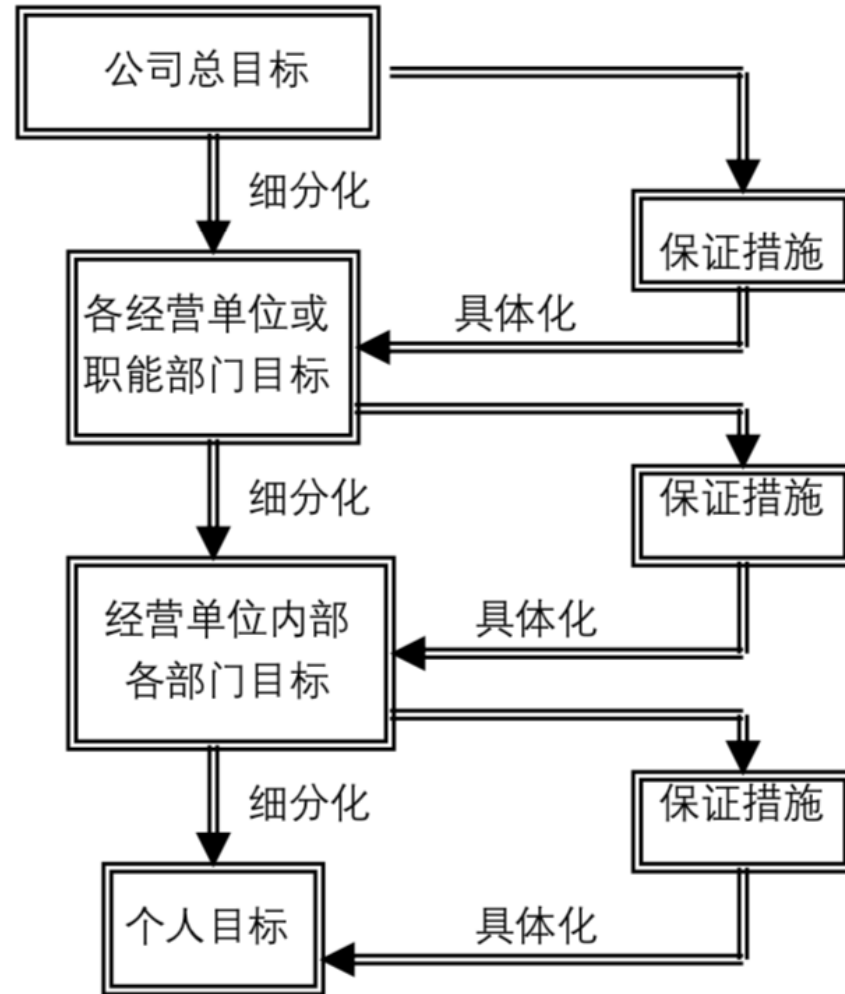 公司总目标
细分化
保证措施
具体化
各经营单位或
职能部门目标
细分化
保证措施
具体化
经营单位内部
各部门目标
细分化
保证措施
具体化
个人目标